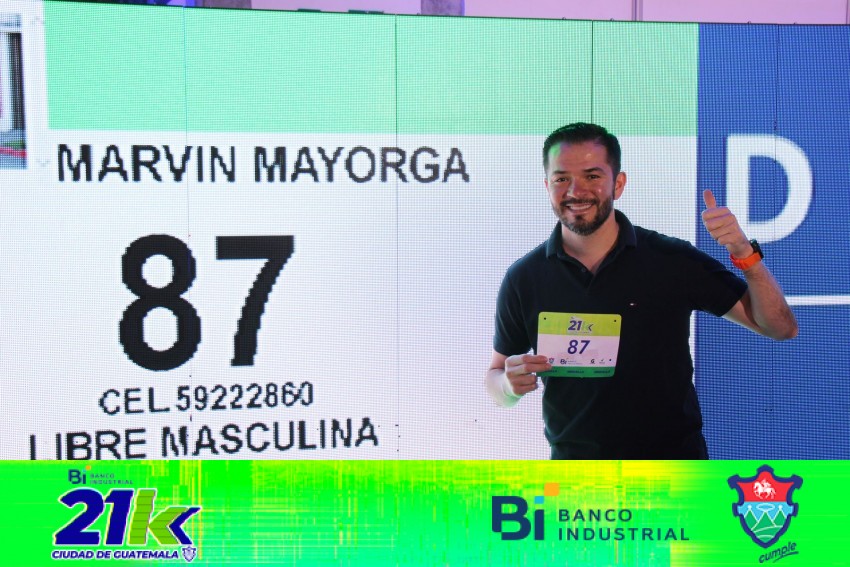 MARVIN MAYORGA
87
CEL.59222860
LIBRE MASCULINA
D
21k
87
Bi
Bi BANCO INDUSTRIAL
21k
CIUDAD DE GUATEMALA
Bi BANCO INDUSTRIAL
cumple